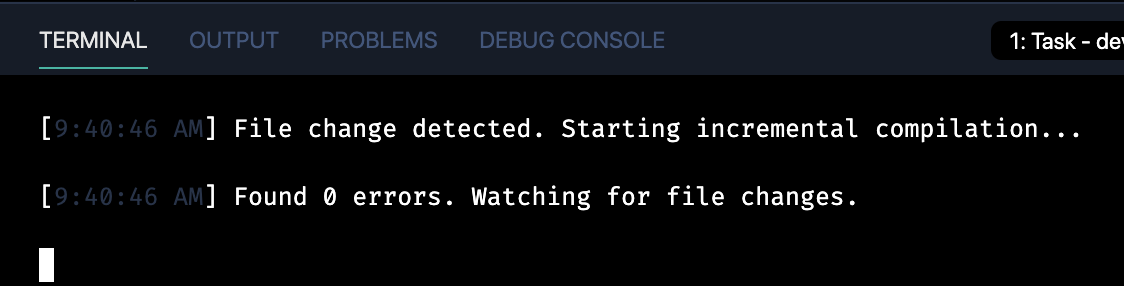 TERMINAL OUTPUT PROBLEMS DEBUG CONSOLE 1: Task - dev
[9:40:46 AM] File change detected. Starting incremental compilation...
[9:40:46 AM] Found 0 errors. Watching for file changes.